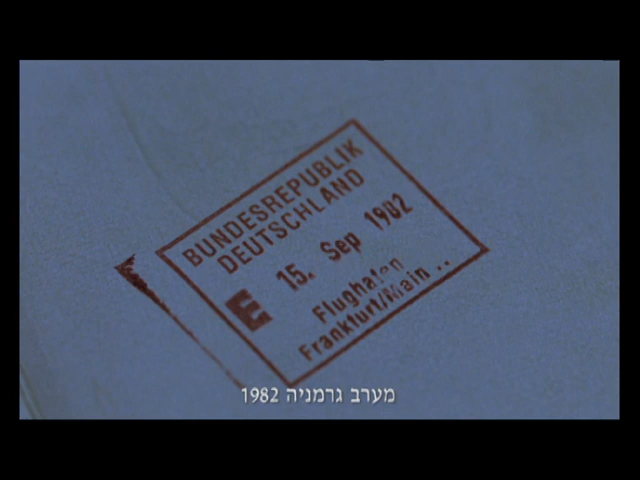 BUNDESREPUBLIK
DEUTSCHLAND
E 15. Sep 1982
Flughafen
Frankfurt/Main ..
מערב גרמניה 1982